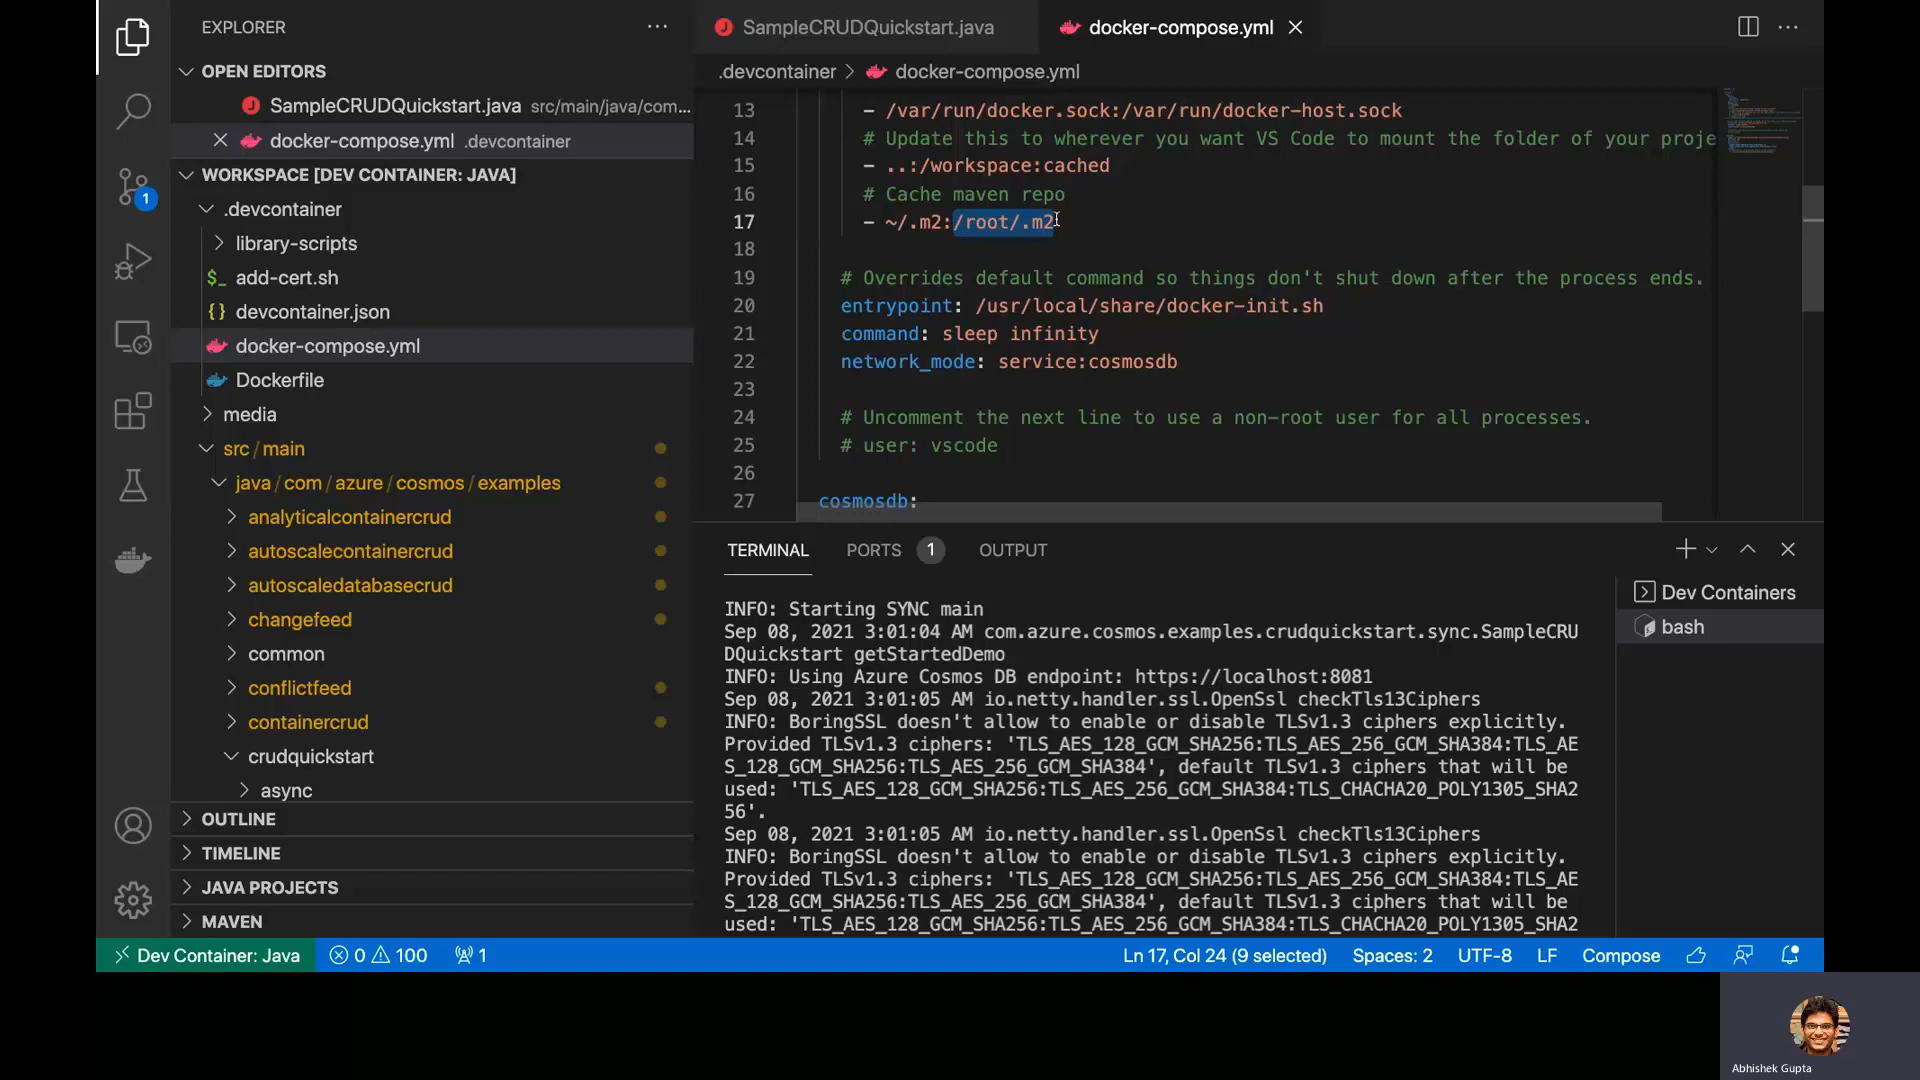 EXPLORER
OPEN EDITORS
SampleCRUDQuickstart.java src/main/java/com...
docker-compose.yml .devcontainer
WORKSPACE [DEV CONTAINER: JAVA]
.devcontainer
library-scripts
add-cert.sh
devcontainer.json
docker-compose.yml
Dockerfile
media
src / main
java / com / azure / cosmos / examples
analyticalcontainercrud
autoscalecontainercrud
autoscaledatabasecrud
changefeed
common
conflictfeed
containercrud
crudquickstart
async
OUTLINE
TIMELINE
JAVA PROJECTS
MAVEN
1
SampleCRUDQuickstart.java
docker-compose.yml
.devcontainer > docker-compose.yml
13 - /var/run/docker.sock:/var/run/docker-host.sock
14 # Update this to wherever you want VS Code to mount the folder of your proje
15 - ..:/workspace:cached
16 # Cache maven repo
17 - ~/.m2:/root/.m2
18
19 # Overrides default command so things don't shut down after the process ends.
20 entrypoint: /usr/local/share/docker-init.sh
21 command: sleep infinity
22 network_mode: service:cosmosdb
23
24 # Uncomment the next line to use a non-root user for all processes.
25 # user: vscode
26
27 cosmosdb:
TERMINAL PORTS 1 OUTPUT
INFO: Starting SYNC main
Sep 08, 2021 3:01:04 AM com.azure.cosmos.examples.crudquickstart.sync.SampleCRU
DQuickstart getStartedDemo
INFO: Using Azure Cosmos DB endpoint: https://localhost:8081
Sep 08, 2021 3:01:05 AM io.netty.handler.ssl.OpenSsl checkTls13Ciphers
INFO: BoringSSL doesn't allow to enable or disable TLSv1.3 ciphers explicitly.
Provided TLSv1.3 ciphers: 'TLS_AES_128_GCM_SHA256:TLS_AES_256_GCM_SHA384:TLS_AE
S_128_GCM_SHA256:TLS_AES_256_GCM_SHA384', default TLSv1.3 ciphers that will be
used: 'TLS_AES_128_GCM_SHA256:TLS_AES_256_GCM_SHA384:TLS_CHACHA20_POLY1305_SHA2
56'.
Sep 08, 2021 3:01:05 AM io.netty.handler.ssl.OpenSsl checkTls13Ciphers
INFO: BoringSSL doesn't allow to enable or disable TLSv1.3 ciphers explicitly.
Provided TLSv1.3 ciphers: 'TLS_AES_128_GCM_SHA256:TLS_AES_256_GCM_SHA384:TLS_AE
S_128_GCM_SHA256:TLS_AES_256_GCM_SHA384', default TLSv1.3 ciphers that will be
used: 'TLS_AES_128_GCM_SHA256:TLS_AES_256_GCM_SHA384:TLS_CHACHA20_POLY1305_SHA2
Dev Containers
bash
Dev Container: Java 0 100 1 Ln 17, Col 24 (9 selected) Spaces: 2 UTF-8 LF Compose
Abhishek Gupta